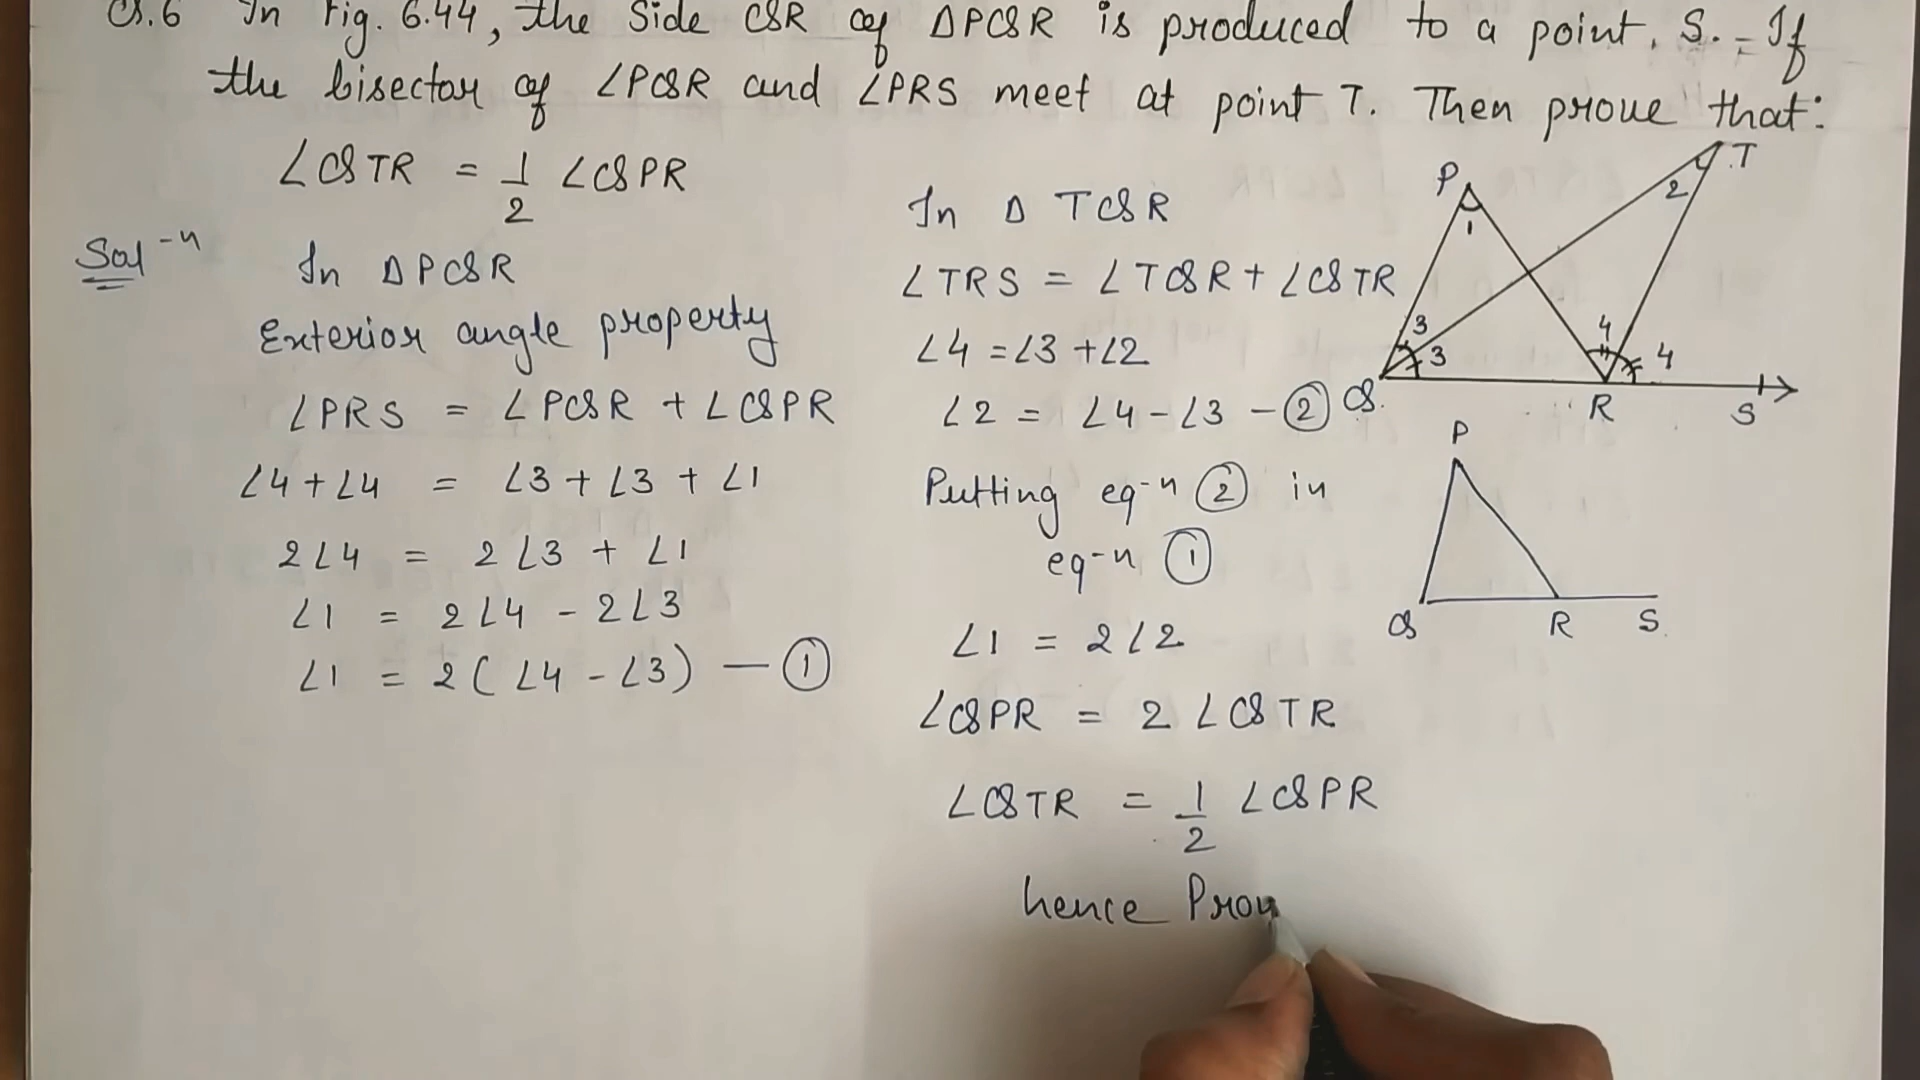 Q.6 In Fig. 6.44, the Side QR of ΔPQR is produced to a point. S. - If
the bisector of ∠PQR and ∠PRS meet at point T. Then prove that:
∠QTR = 1/2 ∠QPR
Sol-n In ΔPQR
Exterior angle property
∠PRS = ∠PQR + ∠QPR
∠4+∠4 = ∠3+∠3+∠1
2∠4 = 2∠3 + ∠1
∠1 = 2∠4 - 2∠3
∠1 = 2(∠4 - ∠3) — ①
In Δ TQR
∠TRS = ∠TQR + ∠QTR
∠4 = ∠3 + ∠2
∠2 = ∠4 - ∠3 - ②
Putting eq-n ② in
eq-n ①
∠1 = 2∠2
∠QPR = 2 ∠QTR
∠QTR = 1/2 ∠QPR
hence Prov
T
P
2
1
3
4
3
4
Q
R
S
P
Q
R
S